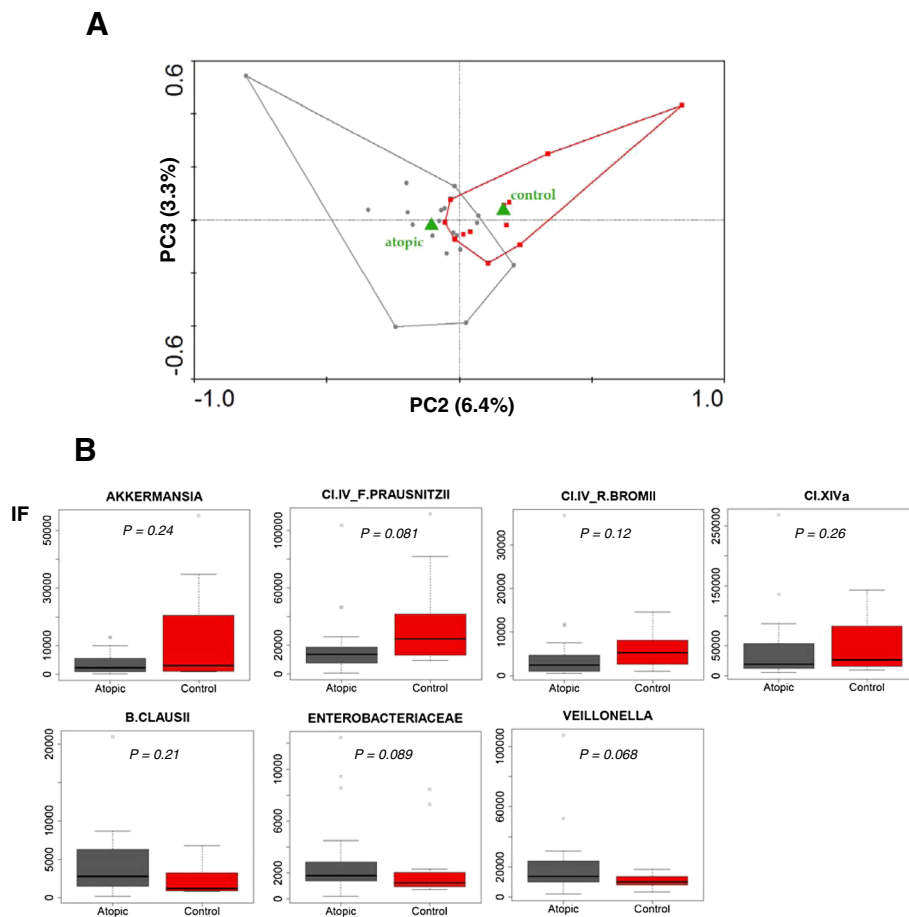 A
0.6
PC3 (3.3%)
-0.6
control
atopic
-1.0
PC2 (6.4%)
1.0
B
IF
AKKERMANSIA
P = 0.24
50000
30000
10000
0
Atopic
Control
CI.IV_F.PRAUSNITZII
P = 0.081
100000
60000
20000
0
Atopic
Control
CI.IV_R.BROMII
P = 0.12
30000
10000
0
Atopic
Control
CI.XIVa
P = 0.26
250000
150000
50000
0
Atopic
Control
B.CLAUSII
P = 0.21
20000
10000
5000
0
Atopic
Control
ENTEROBACTERIACEAE
P = 0.089
10000
6000
2000
0
Atopic
Control
VEILLONELLA
P = 0.068
100000
60000
20000
0
Atopic
Control